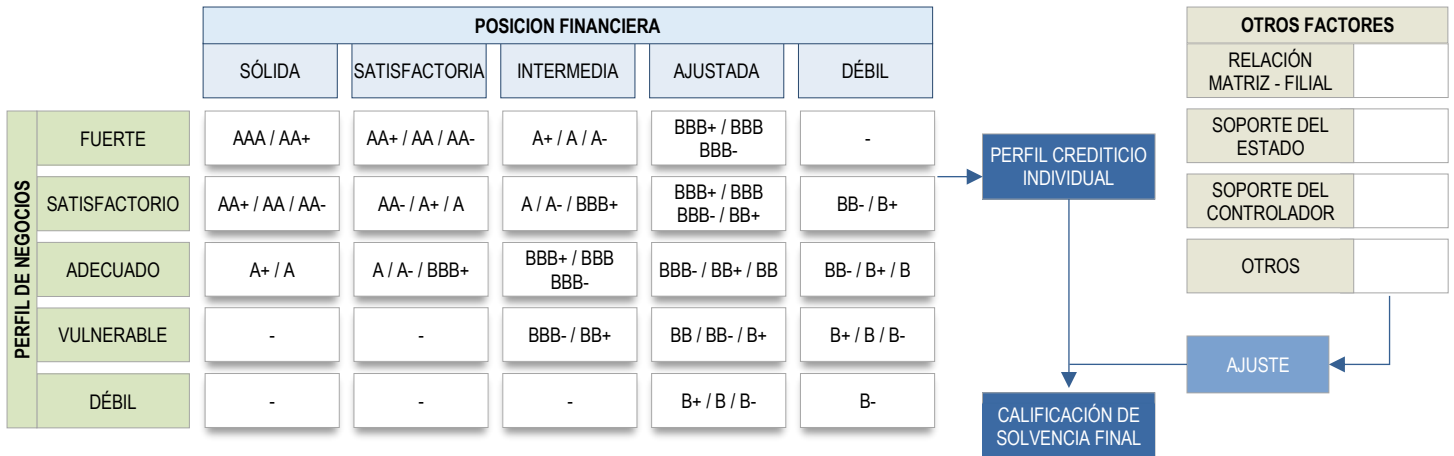 POSICION FINANCIERA
SÓLIDA
SATISFACTORIA
INTERMEDIA
AJUSTADA
DÉBIL
PERFIL DE NEGOCIOS
FUERTE
AAA / AA+
AA+ / AA / AA-
A+ / A / A-
BBB+ / BBB
BBB-
-
SATISFACTORIO
AA+ / AA / AA-
AA- / A+ / A
A / A- / BBB+
BBB+ / BBB
BBB- / BB+
BB- / B+
ADECUADO
A+ / A
A / A- / BBB+
BBB+ / BBB
BBB-
BBB- / BB+ / BB
BB- / B+ / B
VULNERABLE
-
-
BBB- / BB+
BB / BB- / B+
B+ / B / B-
DÉBIL
-
-
-
B+ / B / B-
B-
PERFIL CREDITICIO
INDIVIDUAL
CALIFICACIÓN DE
SOLVENCIA FINAL
OTROS FACTORES
RELACIÓN
MATRIZ - FILIAL
SOPORTE DEL
ESTADO
SOPORTE DEL
CONTROLADOR
OTROS
AJUSTE